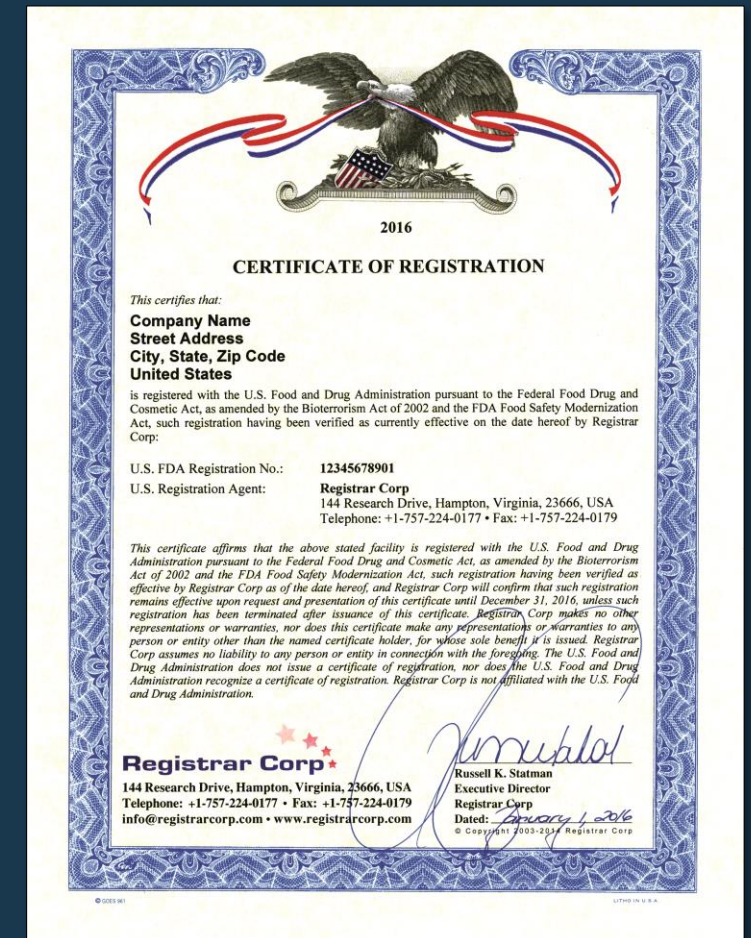 2016
CERTIFICATE OF REGISTRATION
This certifies that:
Company Name
Street Address
City, State, Zip Code
United States
is registered with the U.S. Food and Drug Administration pursuant to the Federal Food Drug and
Cosmetic Act, as amended by the Bioterrorism Act of 2002 and the FDA Food Safety Modernization
Act, such registration having been verified as currently effective on the date hereof by Registrar
Corp:
U.S. FDA Registration No.: 12345678901
U.S. Registration Agent: Registrar Corp
144 Research Drive, Hampton, Virginia, 23666, USA
Telephone: +1-757-224-0177 • Fax: +1-757-224-0179
This certificate affirms that the above stated facility is registered with the U.S. Food and Drug
Administration pursuant to the Federal Food Drug and Cosmetic Act, as amended by the Bioterrorism
Act of 2002 and the FDA Food Safety Modernization Act, such registration having been verified as
effective by Registrar Corp as of the date hereof, and Registrar Corp will confirm that such registration
remains effective upon request and presentation of this certificate until December 31, 2016, unless such
registration has been terminated after issuance of this certificate. Registrar Corp makes no other
representations or warranties, nor does this certificate make any representations or warranties to any
person or entity other than the named certificate holder, for whose sole benefit it is issued. Registrar
Corp assumes no liability to any person or entity in connection with the foregoing. The U.S. Food and
Drug Administration does not issue a certificate of registration, nor does the U.S. Food and Drug
Administration recognize a certificate of registration. Registrar Corp is not affiliated with the U.S. Food
and Drug Administration.
Registrar Corp
144 Research Drive, Hampton, Virginia, 23666, USA
Telephone: +1-757-224-0177 • Fax: +1-757-224-0179
info@registrarcorp.com • www.registrarcorp.com
Russell K. Statman
Executive Director
Registrar Corp
Dated: January 1, 2016
© Copyright 2003-2014 Registrar Corp
© GOES 961
LITHO IN U.S.A.